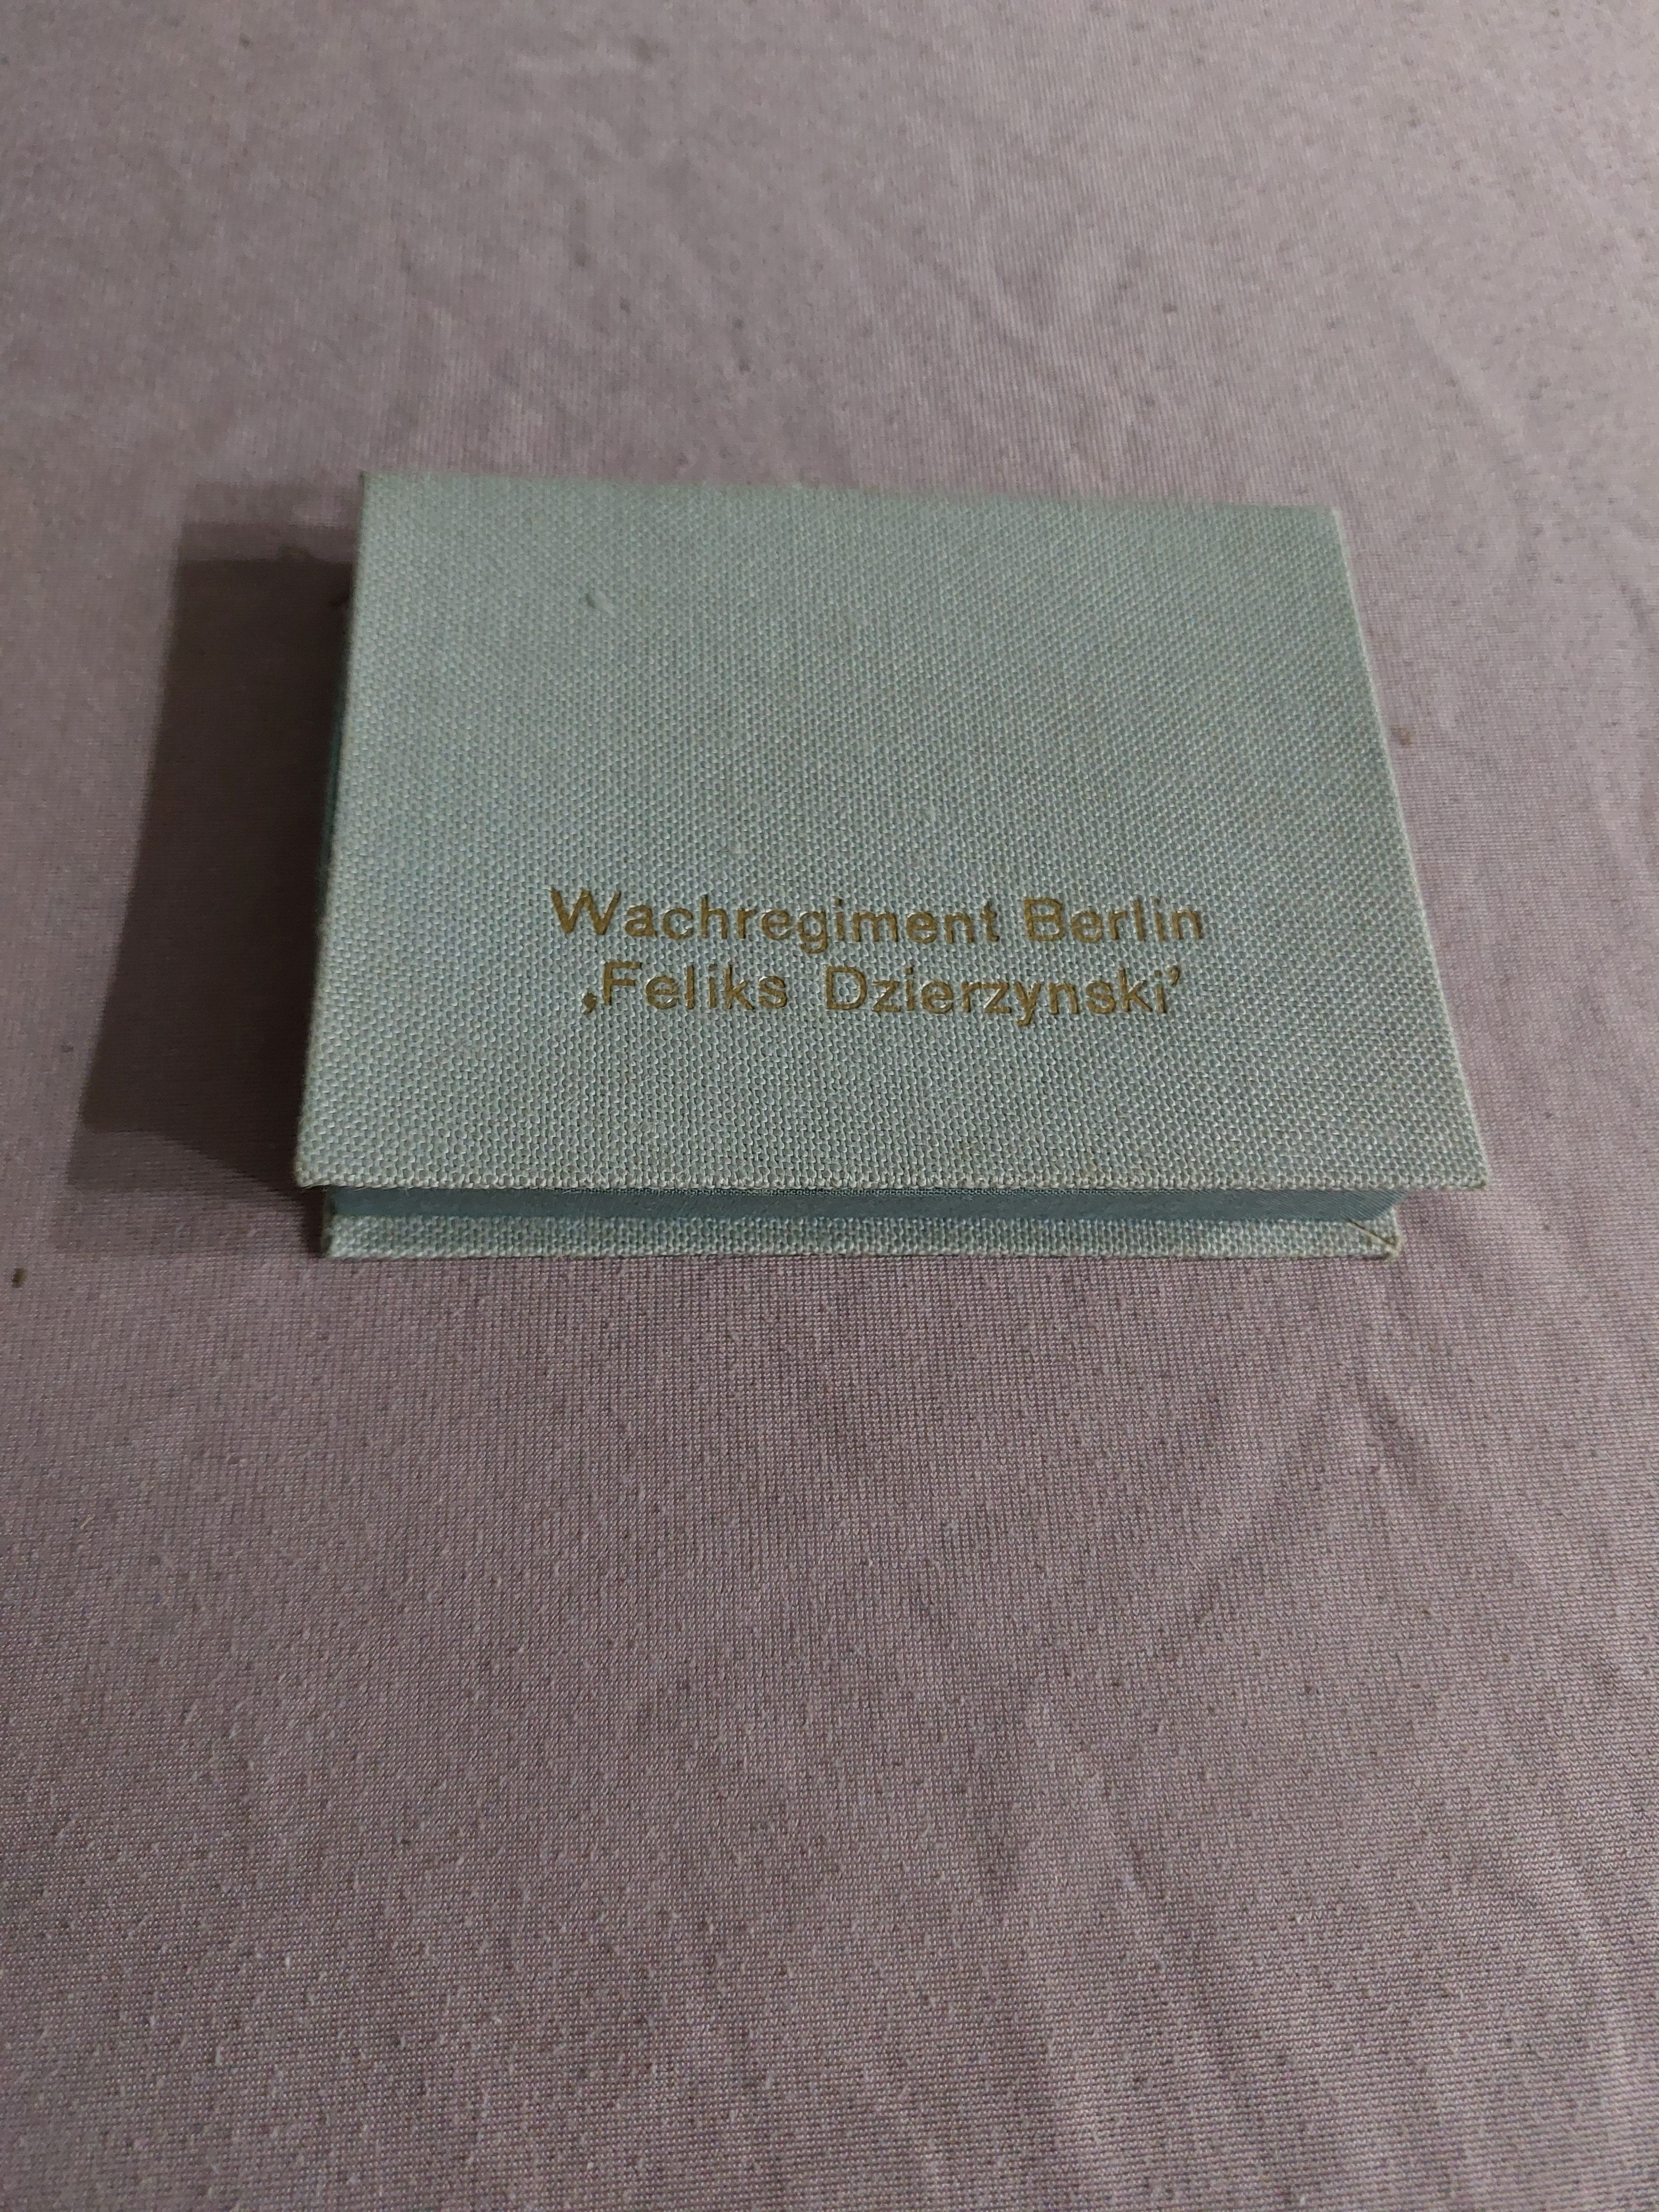 Wachregiment Berlin
‚Feliks Dzierzynski’